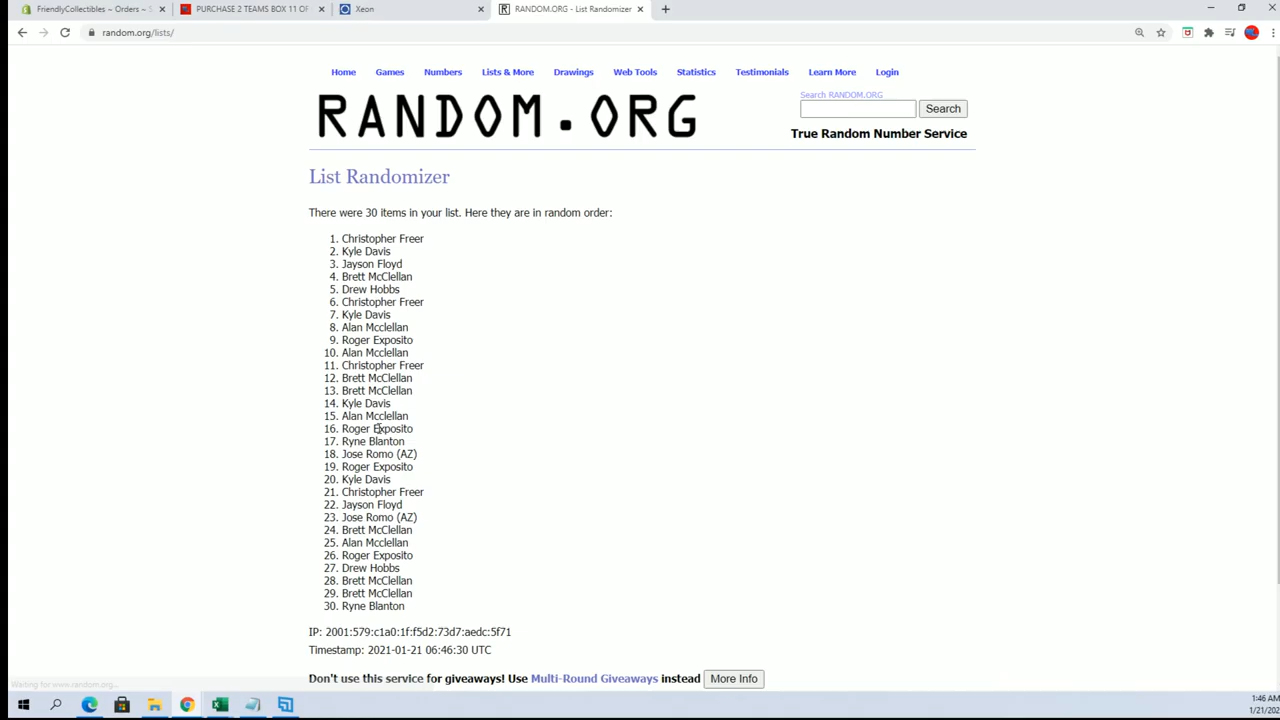 FriendlyCollectibles ~ Orders ~ S
PURCHASE 2 TEAMS BOX 11 OF
Xeon
RANDOM.ORG - List Randomizer
random.org/lists/
Home Games Numbers Lists & More Drawings Web Tools Statistics Testimonials Learn More Login
RANDOM.ORG
Search RANDOM.ORG
Search
True Random Number Service
List Randomizer
There were 30 items in your list. Here they are in random order:
1. Christopher Freer
2. Kyle Davis
3. Jayson Floyd
4. Brett McClellan
5. Drew Hobbs
6. Christopher Freer
7. Kyle Davis
8. Alan Mcclellan
9. Roger Exposito
10. Alan Mcclellan
11. Christopher Freer
12. Brett McClellan
13. Brett McClellan
14. Kyle Davis
15. Alan Mcclellan
16. Roger Exposito
17. Ryne Blanton
18. Jose Romo (AZ)
19. Roger Exposito
20. Kyle Davis
21. Christopher Freer
22. Jayson Floyd
23. Jose Romo (AZ)
24. Brett McClellan
25. Alan Mcclellan
26. Roger Exposito
27. Drew Hobbs
28. Brett McClellan
29. Brett McClellan
30. Ryne Blanton
IP: 2001:579:c1a0:1f:f5d2:73d7:aedc:5f71
Timestamp: 2021-01-21 06:46:30 UTC
Don't use this service for giveaways! Use Multi-Round Giveaways instead More Info
Waiting for www.random.org...
1:46 AM
1/21/202